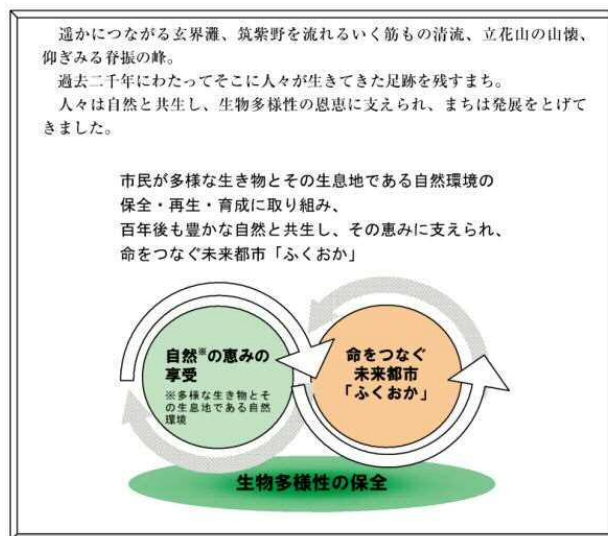 遥かにつながる玄界灘、筑紫野を流れるいく筋もの清流、立花山の山懐、
仰ぎみる脊振の峰。
過去二千年にわたってそこに人々が生きてきた足跡を残すまち。
人々は自然と共生し、生物多様性の恩恵に支えられ、まちは発展をとげて
きました。
市民が多様な生き物とその生息地である自然環境の
保全・再生・育成に取り組み、
百年後も豊かな自然と共生し、その恵みに支えられ、
命をつなぐ未来都市「ふくおか」
自然※の恵みの
享受
※多様な生き物とそ
の生息地である自然
環境
命をつなぐ
未来都市
「ふくおか」
生物多様性の保全